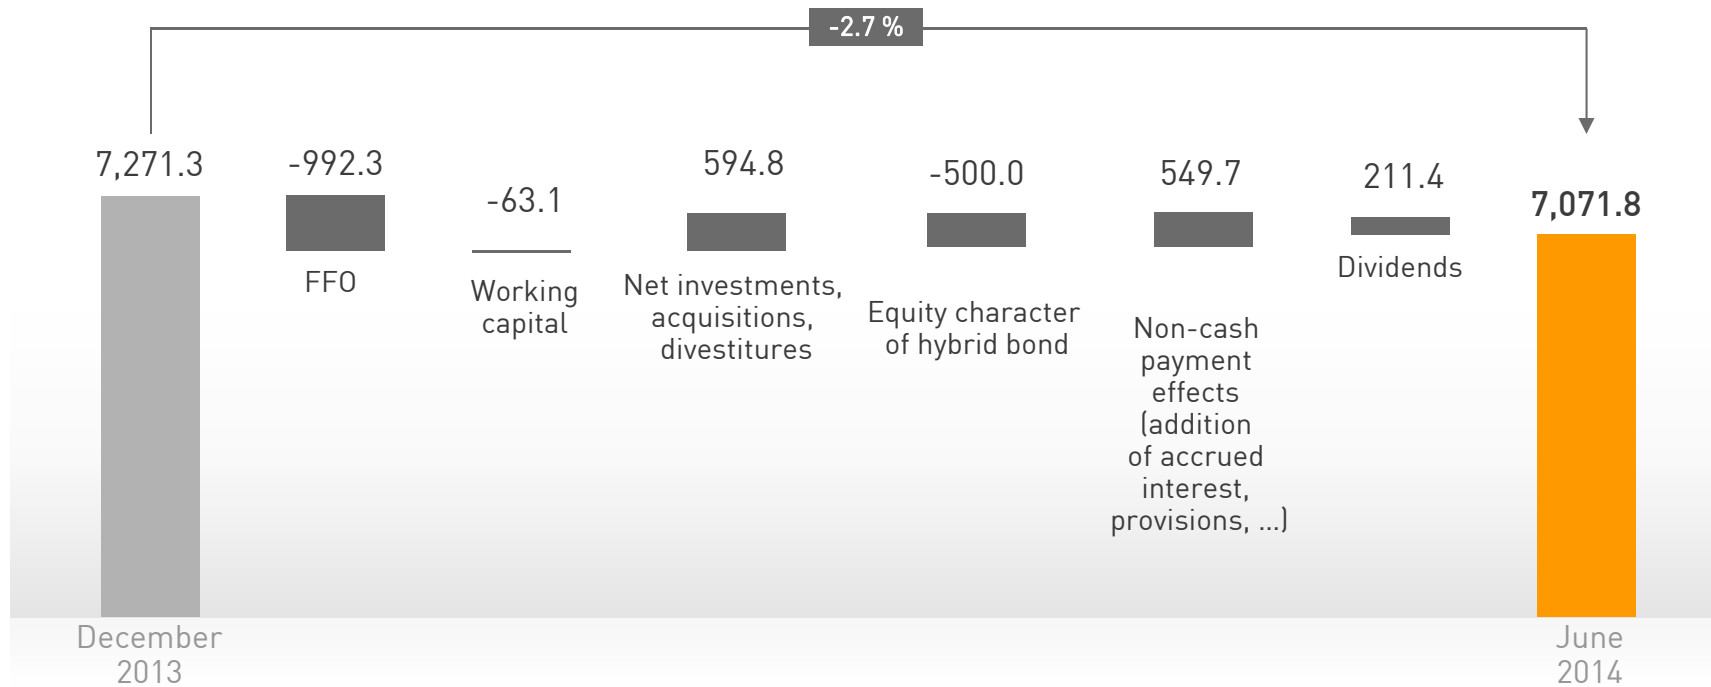 -2.7 %
7,271.3
-992.3
-63.1
594.8
-500.0
549.7
211.4
7,071.8
FFO
Working
capital
Net investments,
acquisitions,
divestitures
Equity character
of hybrid bond
Non-cash
payment
effects
(addition
of accrued
interest,
provisions, ...)
Dividends
December
2013
June
2014